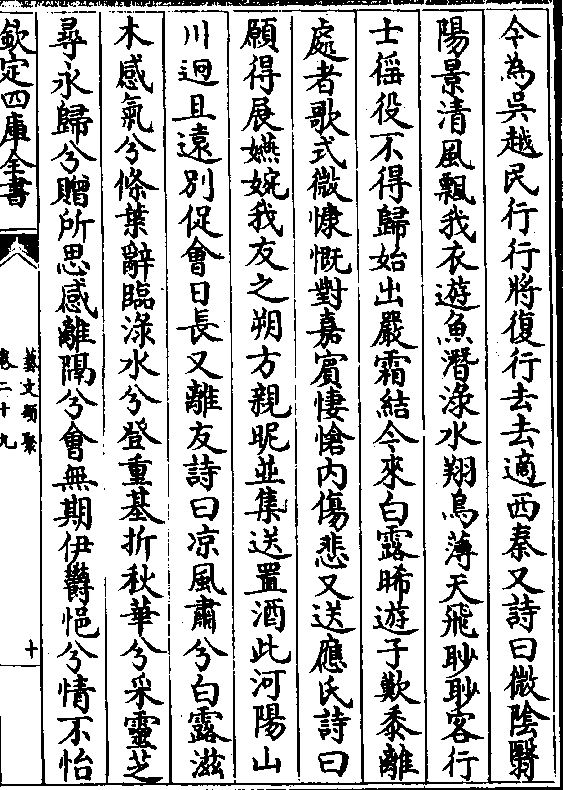 今為吳越民行行將復行去去適西秦又詩曰微陰翳
陽景清風飄我衣遊魚潛渌水翔鳥薄天飛眇眇客行
士徭役不得歸始出嚴霜結今來白露晞遊子歎黍離
處者歌式微慷慨對嘉賓悽愴内傷悲又送應氏詩曰
願得展嬿婉我友之朔方親昵並集送置酒此河陽山
川迥且遠别促會日長又離友詩曰凉風肅兮白露滋
木感氣兮條葉辭臨渌水兮登重基折秋華兮采靈芝
尋永歸兮贈所思感離隔兮會無期伊鬱悒兮情不怡
欽定四庫全書
藝文類聚
卷二十九
十